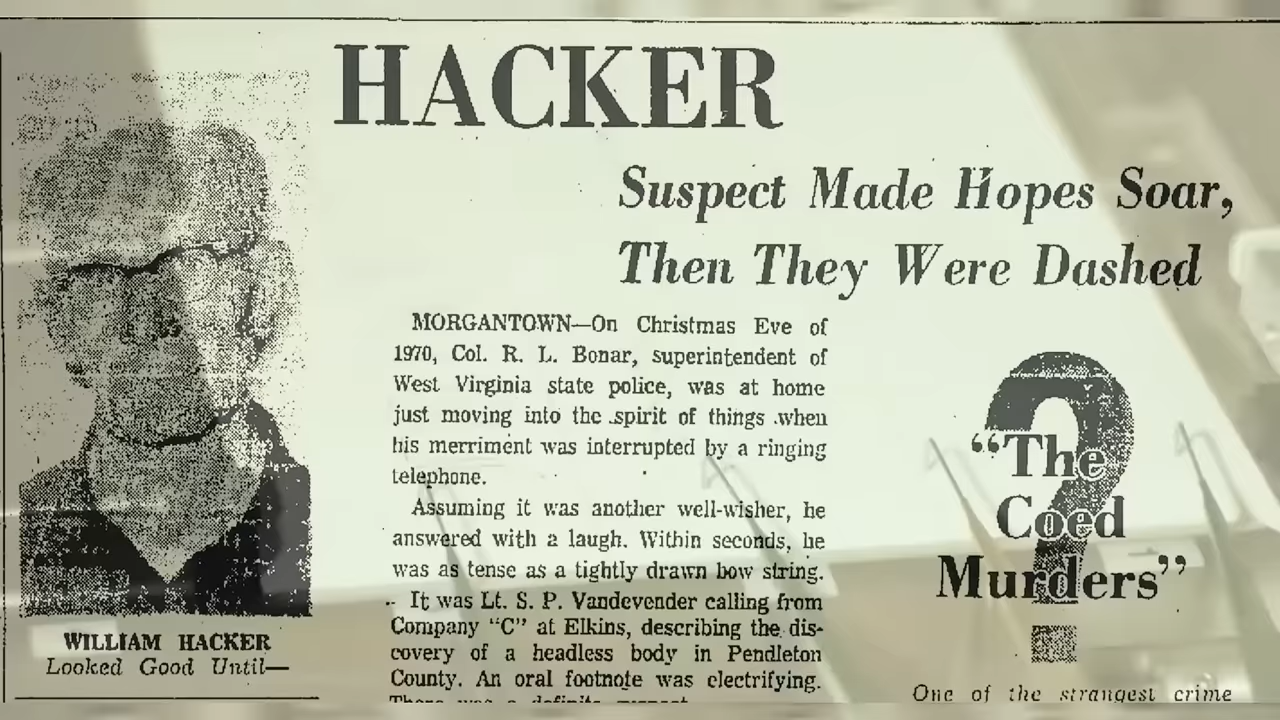 HACKER
Suspect Made Hopes Soar,
Then They Were Dashed
MORGANTOWN—On Christmas Eve of
1970, Col. R. L. Bonar, superintendent of
West Virginia state police, was at home
just moving into the spirit of things when
his merriment was interrupted by a ringing
telephone.
Assuming it was another well-wisher, he
answered with a laugh. Within seconds, he
was as tense as a tightly drawn bow string.
It was Lt. S. P. Vandevender calling from
Company "C" at Elkins, describing the dis-
covery of a headless body in Pendleton
County. An oral footnote was electrifying.
"The
Coed
Murders"
?
One of the strangest crime
WILLIAM HACKER
Looked Good Until—